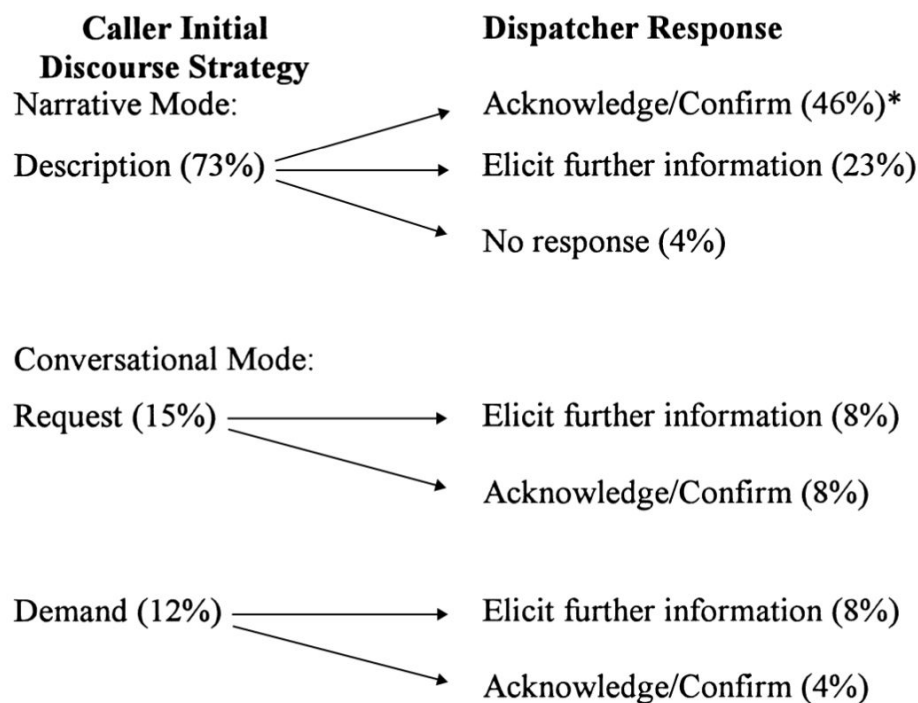 Caller Initial Dispatcher Response
Discourse Strategy
Narrative Mode: Acknowledge/Confirm (46%)*
Description (73%) Elicit further information (23%)
No response (4%)
Conversational Mode:
Request (15%) Elicit further information (8%)
Acknowledge/Confirm (8%)
Demand (12%) Elicit further information (8%)
Acknowledge/Confirm (4%)